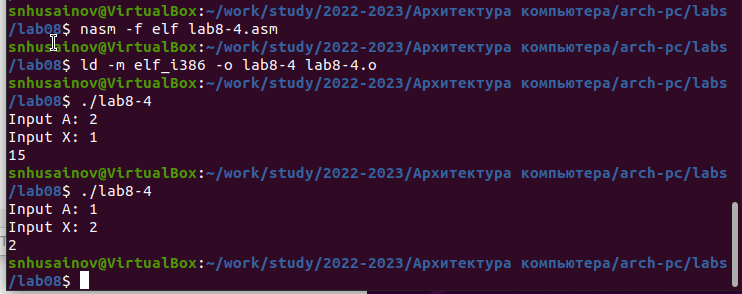 snhusainov@VirtualBox:~/work/study/2022-2023/Архитектура компьютера/arch-pc/labs
/lab08$ nasm -f elf lab8-4.asm
snhusainov@VirtualBox:~/work/study/2022-2023/Архитектура компьютера/arch-pc/labs
/lab08$ ld -m elf_i386 -o lab8-4 lab8-4.o
snhusainov@VirtualBox:~/work/study/2022-2023/Архитектура компьютера/arch-pc/labs
/lab08$ ./lab8-4
Input A: 2
Input X: 1
15
snhusainov@VirtualBox:~/work/study/2022-2023/Архитектура компьютера/arch-pc/labs
/lab08$ ./lab8-4
Input A: 1
Input X: 2
2
snhusainov@VirtualBox:~/work/study/2022-2023/Архитектура компьютера/arch-pc/labs
/lab08$